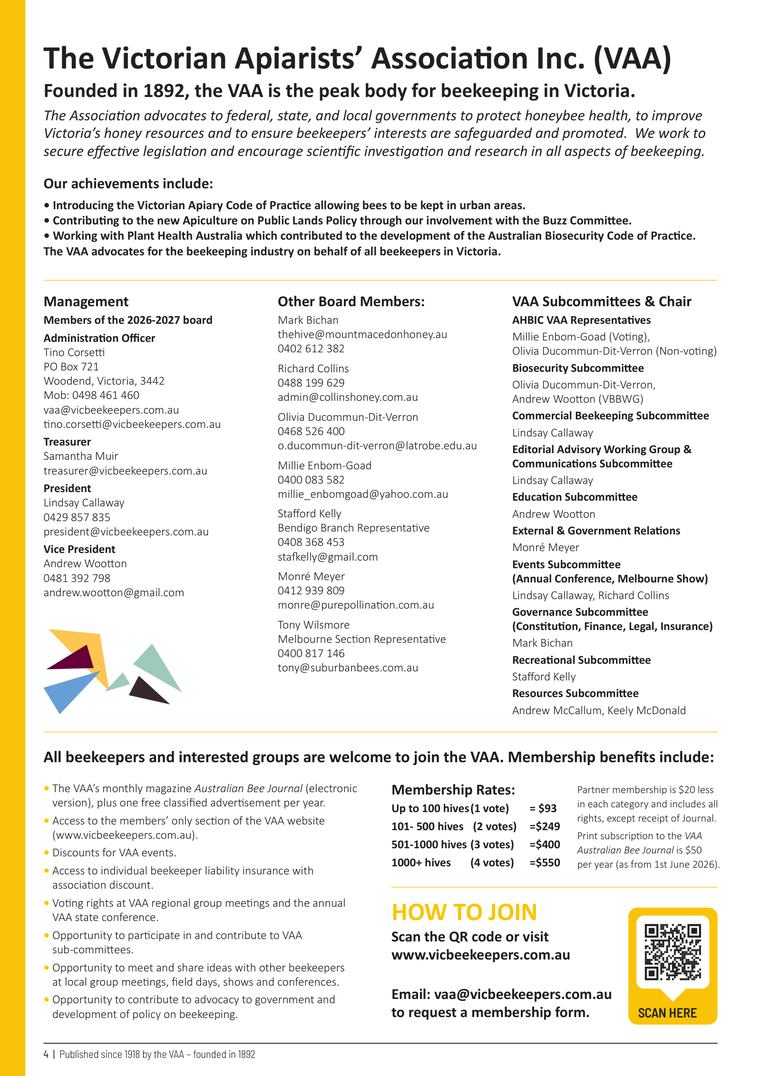 The Victorian Apiarists’ Association Inc. (VAA)
Founded in 1892, the VAA is the peak body for beekeeping in Victoria.
The Association advocates to federal, state, and local governments to protect honeybee health, to improve
Victoria’s honey resources and to ensure beekeepers’ interests are safeguarded and promoted.  We work to
secure effective legislation and encourage scientific investigation and research in all aspects of beekeeping.
Our achievements include:
• Introducing the Victorian Apiary Code of Practice allowing bees to be kept in urban areas.
• Contributing to the new Apiculture on Public Lands Policy through our involvement with the Buzz Committee.
• Working with Plant Health Australia which contributed to the development of the Australian Biosecurity Code of Practice.
The VAA advocates for the beekeeping industry on behalf of all beekeepers in Victoria.
Management
Members of the 2026-2027 board
Administration Officer
Tino Corsetti
PO Box 721
Woodend, Victoria, 3442
Mob: 0498 461 460
vaa@vicbeekeepers.com.au
tino.corsetti@vicbeekeepers.com.au
Treasurer
Samantha Muir
treasurer@vicbeekeepers.com.au
President
Lindsay Callaway
0429 857 835
president@vicbeekeepers.com.au
Vice President
Andrew Wootton
0481 392 798
andrew.wootton@gmail.com
Other Board Members:
Mark Bichan
thehive@mountmacedonhoney.au
0402 612 382
Richard Collins
0488 199 629
admin@collinshoney.com.au
Olivia Ducommun-Dit-Verron
0468 526 400
o.ducommun-dit-verron@latrobe.edu.au
Millie Enbom-Goad
0400 083 582
millie_enbomgoad@yahoo.com.au
Stafford Kelly
Bendigo Branch Representative
0408 368 453
stafkelly@gmail.com
Monré Meyer
0412 939 809
monre@purepollination.com.au
Tony Wilsmore
Melbourne Section Representative
0400 817 146
tony@suburbanbees.com.au
VAA Subcommittees & Chair
AHBIC VAA Representatives
Millie Enbom-Goad (Voting),
Olivia Ducommun-Dit-Verron (Non-voting)
Biosecurity Subcommittee
Olivia Ducommun-Dit-Verron,
Andrew Wootton (VBBWG)
Commercial Beekeeping Subcommittee
Lindsay Callaway
Editorial Advisory Working Group &
Communications Subcommittee
Lindsay Callaway
Education Subcommittee
Andrew Wootton
External & Government Relations
Monré Meyer
Events Subcommittee
(Annual Conference, Melbourne Show)
Lindsay Callaway, Richard Collins
Governance Subcommittee
(Constitution, Finance, Legal, Insurance)
Mark Bichan
Recreational Subcommittee
Stafford Kelly
Resources Subcommittee
Andrew McCallum, Keely McDonald
All beekeepers and interested groups are welcome to join the VAA. Membership benefits include:
• The VAA’s monthly magazine Australian Bee Journal (electronic
version), plus one free classified advertisement per year.
• Access to the members’ only section of the VAA website
(www.vicbeekeepers.com.au).
• Discounts for VAA events.
• Access to individual beekeeper liability insurance with
association discount.
• Voting rights at VAA regional group meetings and the annual
VAA state conference.
• Opportunity to participate in and contribute to VAA
sub-committees.
• Opportunity to meet and share ideas with other beekeepers
at local group meetings, field days, shows and conferences.
• Opportunity to contribute to advocacy to government and
development of policy on beekeeping.
Membership Rates:
Up to 100 hives (1 vote) = $93
101- 500 hives (2 votes) =$249
501-1000 hives (3 votes) =$400
1000+ hives (4 votes) =$550
Partner membership is $20 less
in each category and includes all
rights, except receipt of Journal.
Print subscription to the VAA
Australian Bee Journal is $50
per year (as from 1st June 2026).
HOW TO JOIN
Scan the QR code or visit
www.vicbeekeepers.com.au
Email: vaa@vicbeekeepers.com.au
to request a membership form.
SCAN HERE
4 | Published since 1918 by the VAA – founded in 1892